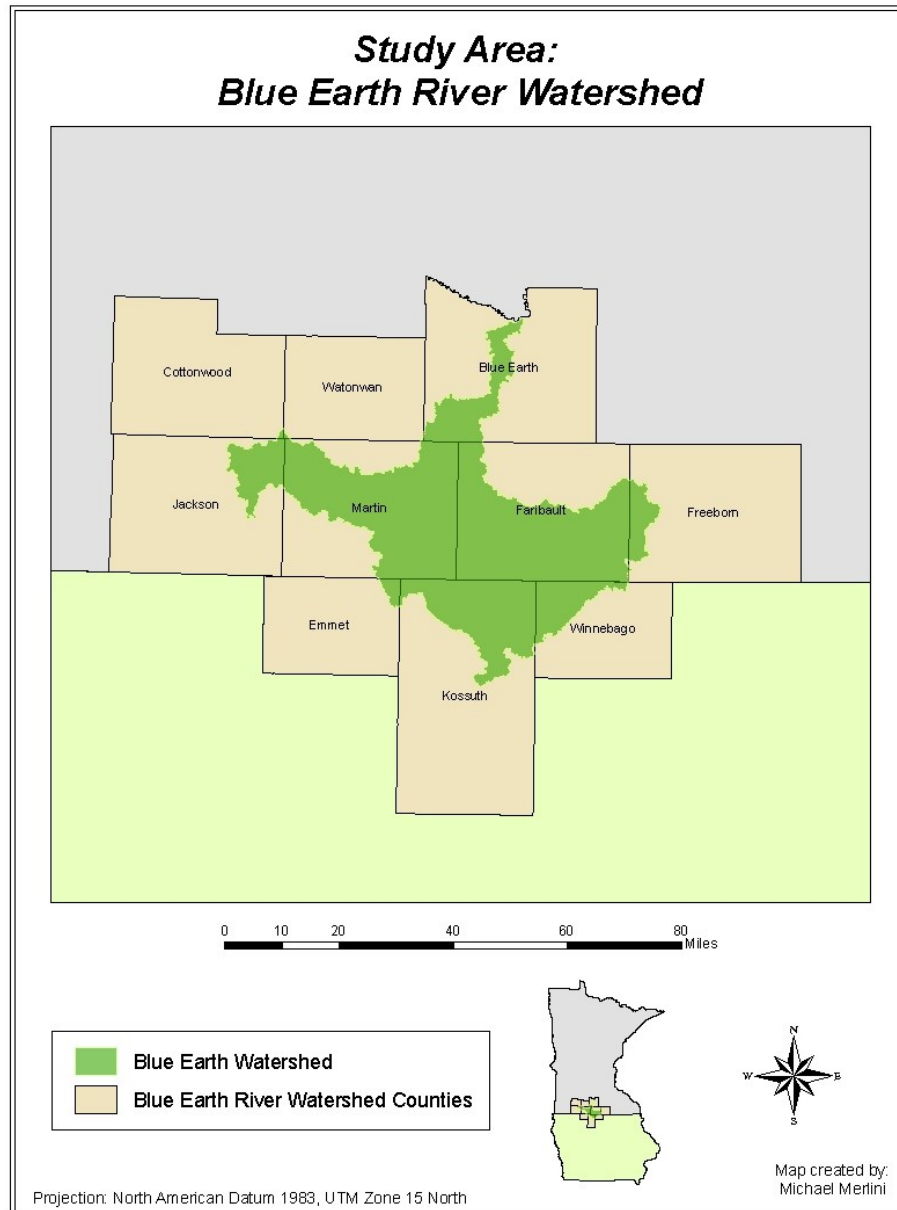 Study Area:
Blue Earth River Watershed
Cottonwood
Watonwan
Blue Earth
Jackson
Martin
Faribault
Freeborn
Emmet
Winnebago
Kossuth
0 10 20 40 60 80
Miles
Blue Earth Watershed
Blue Earth River Watershed Counties
N
W E
S
Projection: North American Datum 1983, UTM Zone 15 North
Map created by:
Michael Merlini